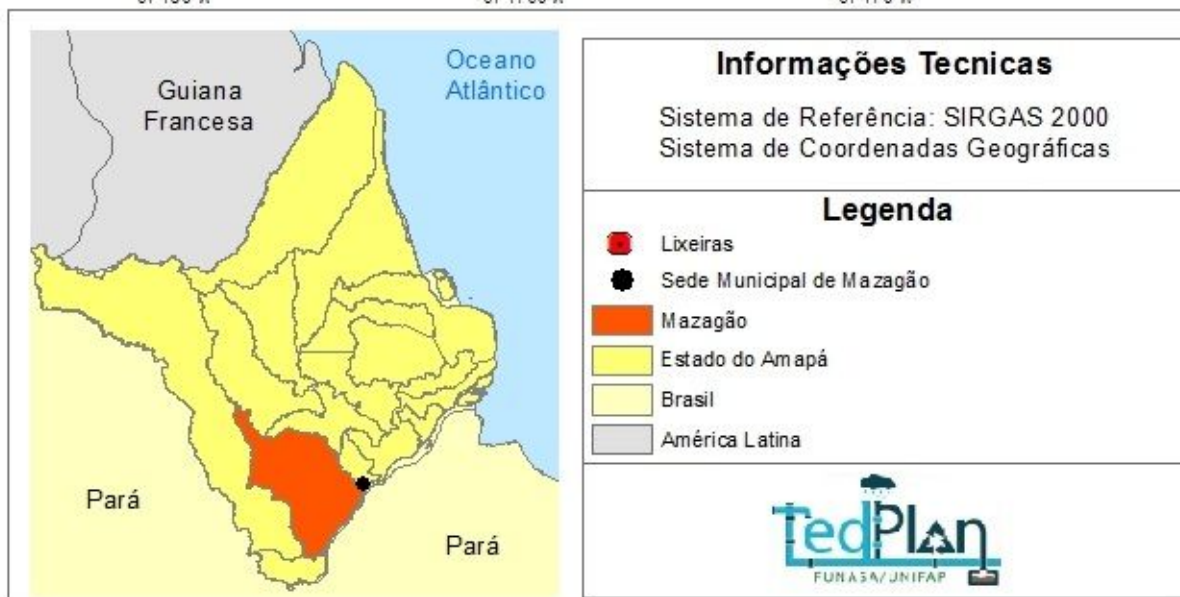 Guiana
Francesa
Oceano
Atlântico
Pará
Pará
Informações Tecnicas
Sistema de Referência: SIRGAS 2000
Sistema de Coordenadas Geográficas
Legenda
Lixeiras
Sede Municipal de Mazagão
Mazagão
Estado do Amapá
Brasil
América Latina
TedPlan
FUNASA/UNIFAP